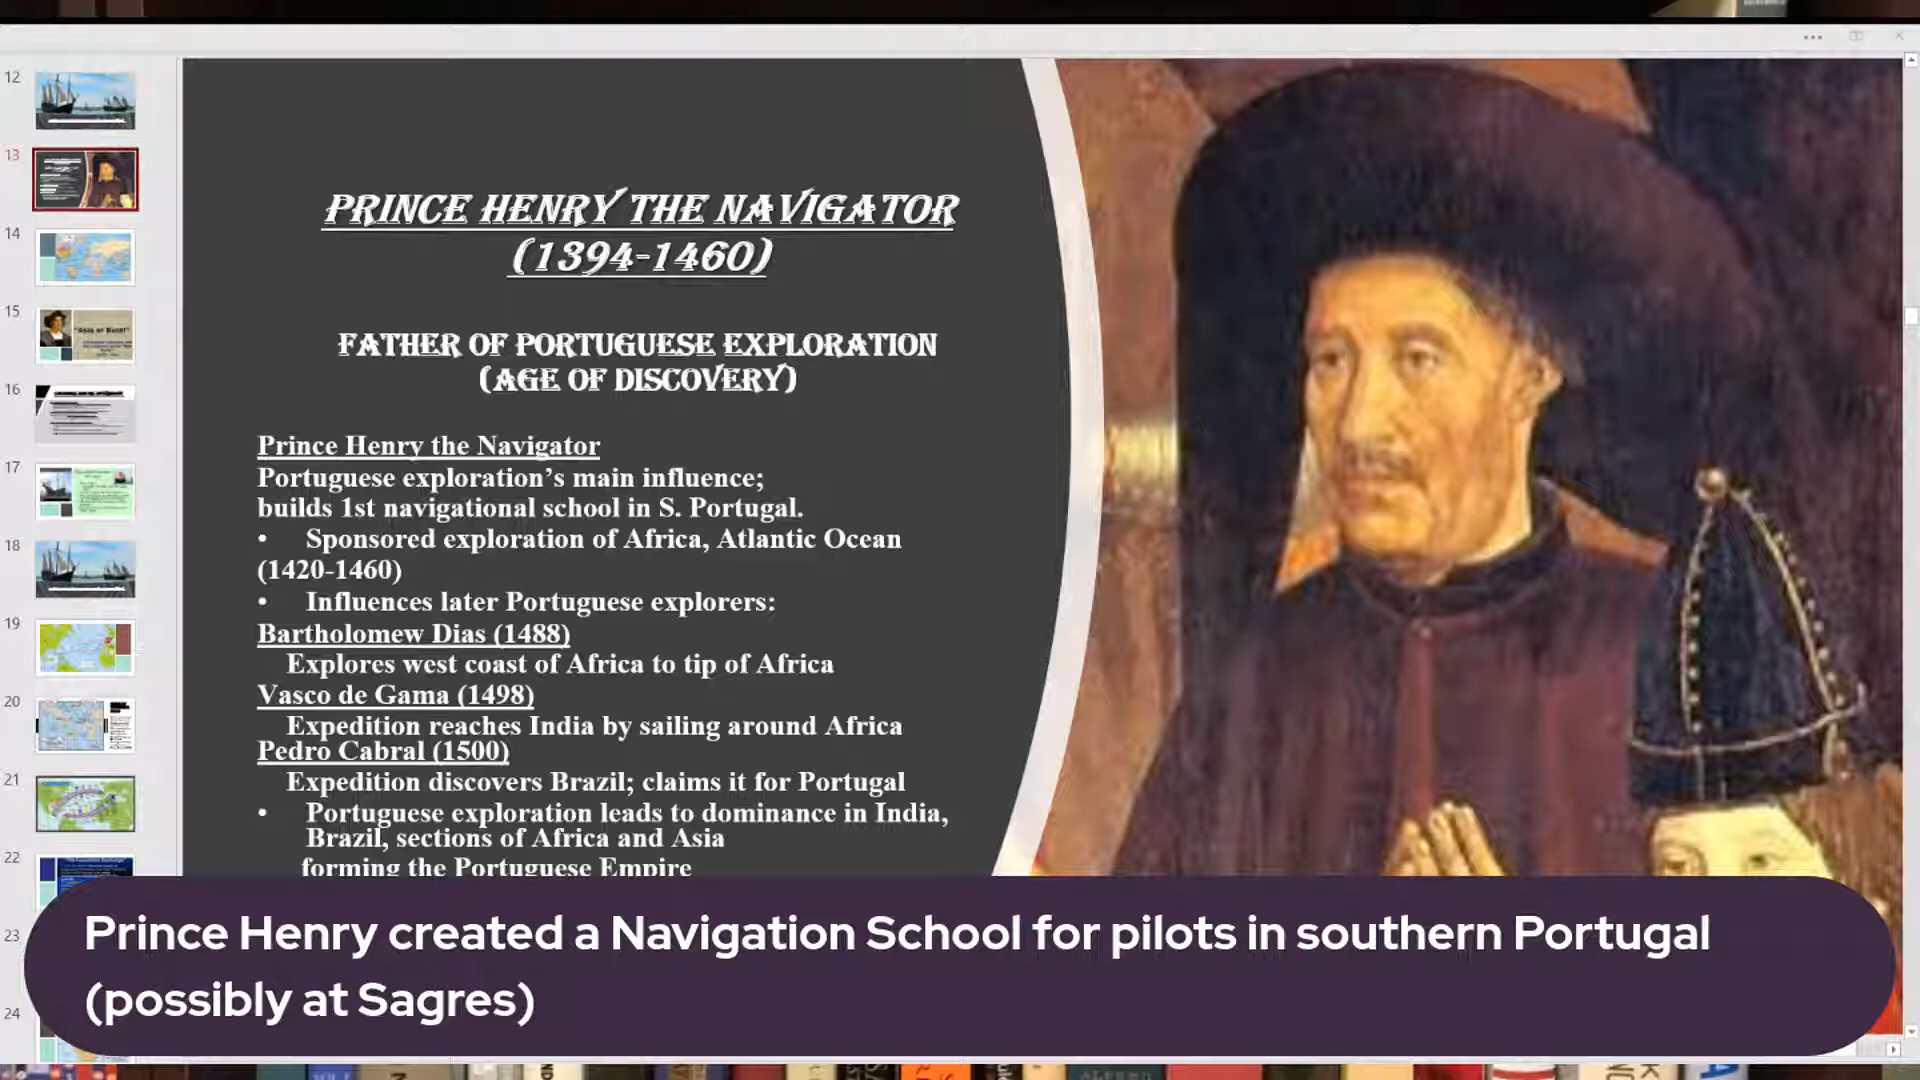 12
13
14
15
16
17
18
19
20
21
22
23
24
"Asia or Bust!"
PRINCE HENRY THE NAVIGATOR
(1394-1460)
FATHER OF PORTUGUESE EXPLORATION
(AGE OF DISCOVERY)
Prince Henry the Navigator
Portuguese exploration's main influence;
builds 1st navigational school in S. Portugal.
• Sponsored exploration of Africa, Atlantic Ocean
(1420-1460)
• Influences later Portuguese explorers:
Bartholomew Dias (1488)
Explores west coast of Africa to tip of Africa
Vasco de Gama (1498)
Expedition reaches India by sailing around Africa
Pedro Cabral (1500)
Expedition discovers Brazil; claims it for Portugal
• Portuguese exploration leads to dominance in India,
Brazil, sections of Africa and Asia
forming the Portuguese Empire
Prince Henry created a Navigation School for pilots in southern Portugal
(possibly at Sagres)